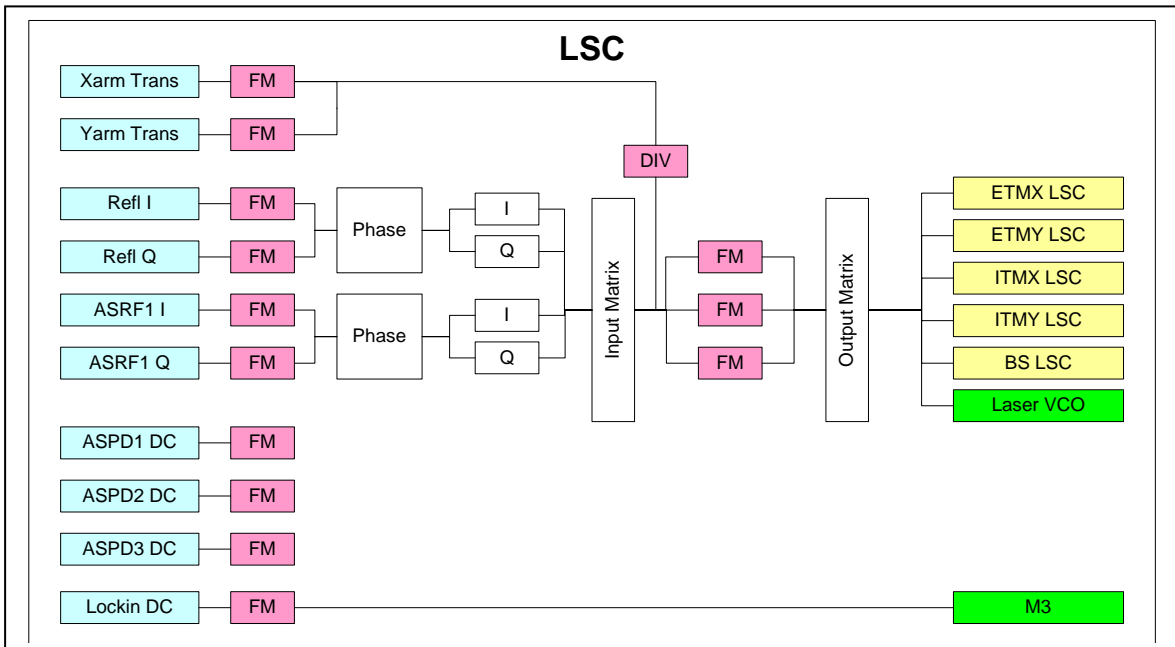 LSC
Xarm Trans FM
Yarm Trans FM
DIV
Refl I FM
Phase
I
Q
Refl Q FM
ASRF1 I FM
Phase
I
Q
ASRF1 Q FM
Input Matrix
FM
FM
FM
Output Matrix
ETMX LSC
ETMY LSC
ITMX LSC
ITMY LSC
BS LSC
Laser VCO
ASPD1 DC FM
ASPD2 DC FM
ASPD3 DC FM
Lockin DC FM M3